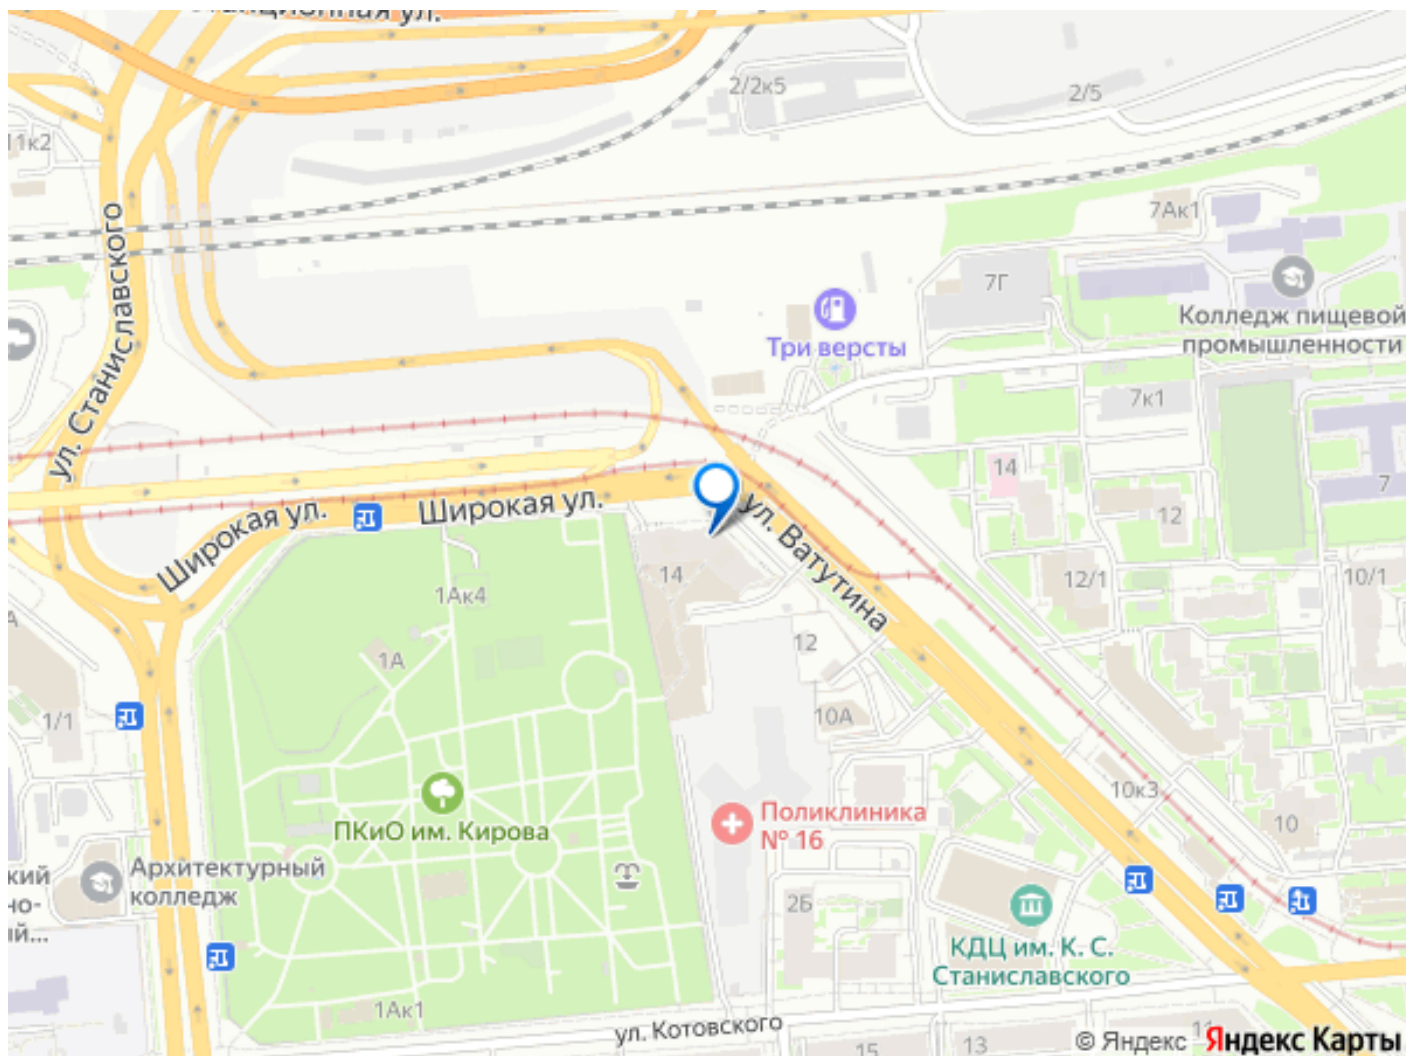 2/2к5
2/5
11к2
ул. Станиславского
7Ак1
7Г
Колледж пищевой
промышленности
Три версты
7к1
14
7
12
Широкая ул.
Широкая ул.
ул. Ватутина
14
12/1
10/1
1Ак4
1А
12
1/1
10А
10к3
ПКиО им. Кирова
Поликлиника
№ 16
10
Архитектурный
колледж
2Б
КДЦ им. К. С.
Станиславского
1Ак1
ул. Котовского
15
13
© Яндекс Яндекс Карты